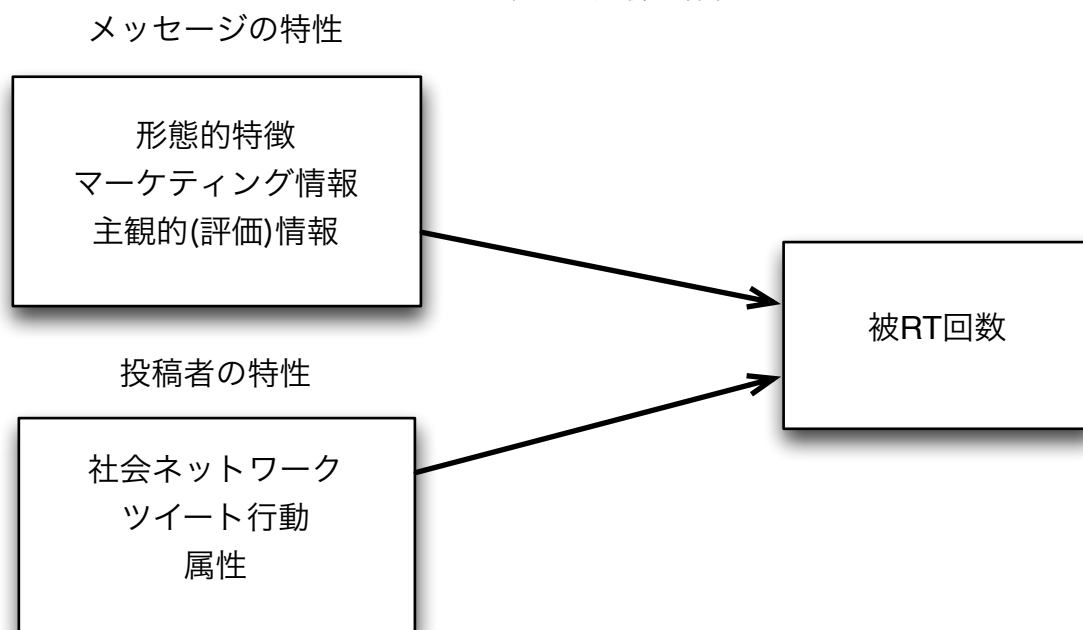 メッセージの特性
形態的特徴
マーケティング情報
主観的(評価)情報
被RT回数
投稿者の特性
社会ネットワーク
ツイート行動
属性